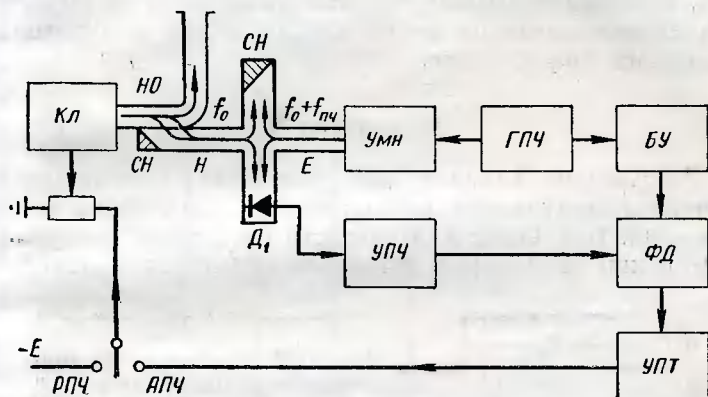 СН
НО
Кл
f₀
f₀+fпч
Умн
ГПЧ
БУ
СН
Н
Е
Д₁
УПЧ
ФД
-Е
РПЧ
АПЧ
УПТ